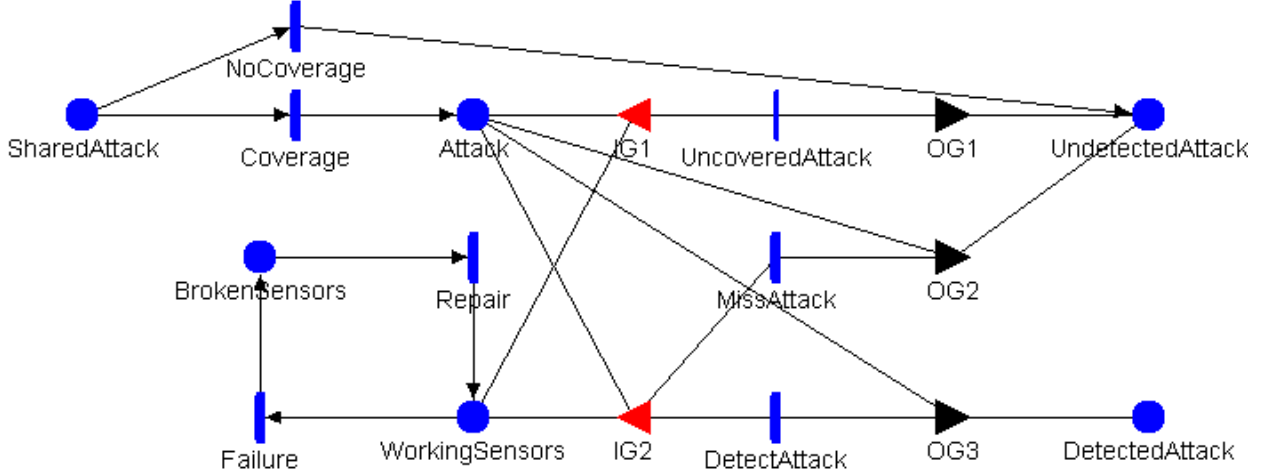 NoCoverage
SharedAttack
Coverage
Attack
IG1
UncoveredAttack
OG1
UndetectedAttack
BrokenSensors
Repair
MissAttack
OG2
Failure
WorkingSensors
IG2
DetectAttack
OG3
DetectedAttack